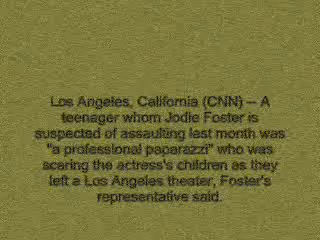 Los Angeles, California (CNN) -- A
teenager whom Jodie Foster is
suspected of assaulting last month was
"a professional paparazzi" who was
scaring the actress's children as they
left a Los Angeles theater, Foster's
representative said.